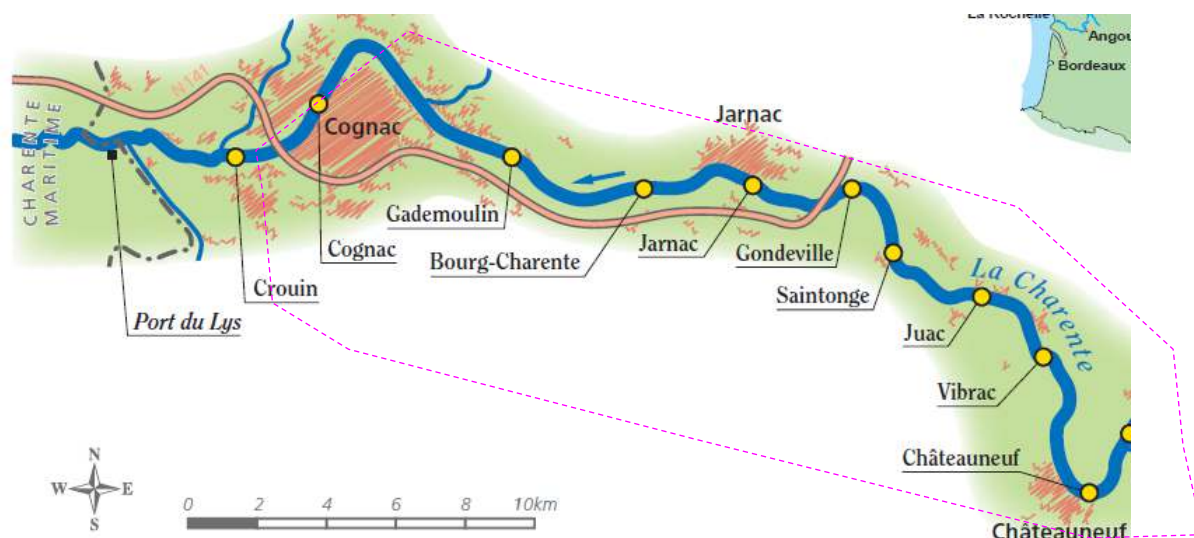 La Rochelle
Angou
Bordeaux
N141
Jarnac
Cognac
CHARENTE
MARITIME
Gademoulin
Cognac
Bourg-Charente
Jarnac
Gondeville
Crouin
Saintonge
La Charente
Port du Lys
Juac
Vibrac
Châteauneuf
N
W E
S
0 2 4 6 8 10km
Châteauneuf